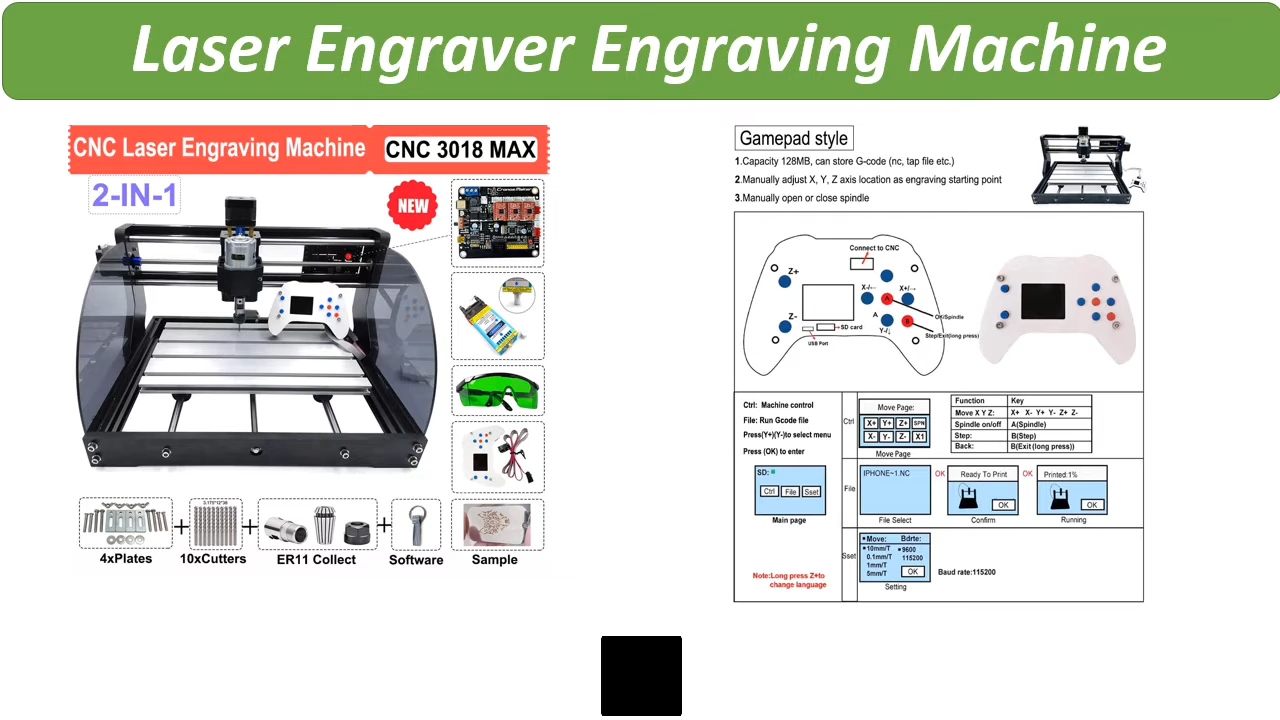 Laser Engraver Engraving Machine
CNC Laser Engraving Machine
CNC 3018 MAX
2-IN-1
NEW
4xPlates
+
3.175*12*38
10xCutters
+
ER11 Collect
+
Software
Sample
Gamepad style
1.Capacity 128MB, can store G-code (nc, tap file etc.)
2.Manually adjust X, Y, Z axis location as engraving starting point
3.Manually open or close spindle
Connect to CNC
Z+
X-/←
X+/→
A
OK/Spindle
Z-
A
B
SD card
Y-/↓
Step/Exit(long press)
USB Port
Ctrl: Machine control
File: Run Gcode file
Press(Y+)(Y-)to select menu
Press (OK) to enter
SD:
Ctrl File Sset
Main page
Note:Long press Z+to
change language
Ctrl
Move Page:
X+ Y+ Z+ SPN
X- Y- Z- X1
Move Page
Function Key
Move X Y Z: X+ X- Y+ Y- Z+ Z-
Spindle on/off A(Spindle)
Step: B(Step)
Back: B(Exit (long press))
File
IPHONE~1.NC
File Select
OK
Ready To Print
OK
Confirm
OK
Printed:1%
OK
Running
Sset
Move: Bdrte:
10mm/T 9600
0.1mm/T 115200
1mm/T
5mm/T OK
Setting
Baud rate:115200